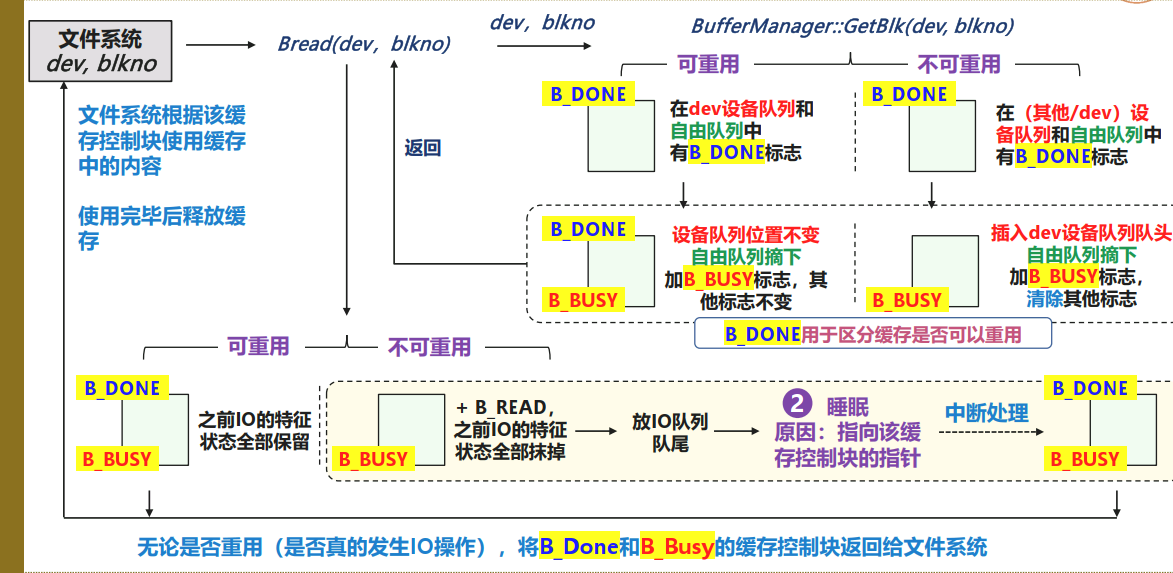 文件系统
dev, blkno
Bread(dev，blkno)
dev，blkno
BufferManager::GetBlk(dev, blkno)
可重用
不可重用
B_DONE
在dev设备队列和
自由队列中
有B_DONE标志
B_DONE
在（其他/dev）设
备队列和自由队列中
有B_DONE标志
文件系统根据该缓
存控制块使用缓存
中的内容
使用完毕后释放缓
存
返回
B_DONE
B_BUSY
设备队列位置不变
自由队列摘下
加B_BUSY标志，其
他标志不变
B_BUSY
插入dev设备队列队头
自由队列摘下
加B_BUSY标志，
清除其他标志
B_DONE用于区分缓存是否可以重用
可重用
不可重用
B_DONE
B_BUSY
之前IO的特征
状态全部保留
B_BUSY
+ B_READ，
之前IO的特征
状态全部抹掉
放IO队列
队尾
2 睡眠
原因：指向该缓
存控制块的指针
中断处理
B_DONE
B_BUSY
无论是否重用（是否真的发生IO操作），将B_Done和B_Busy的缓存控制块返回给文件系统